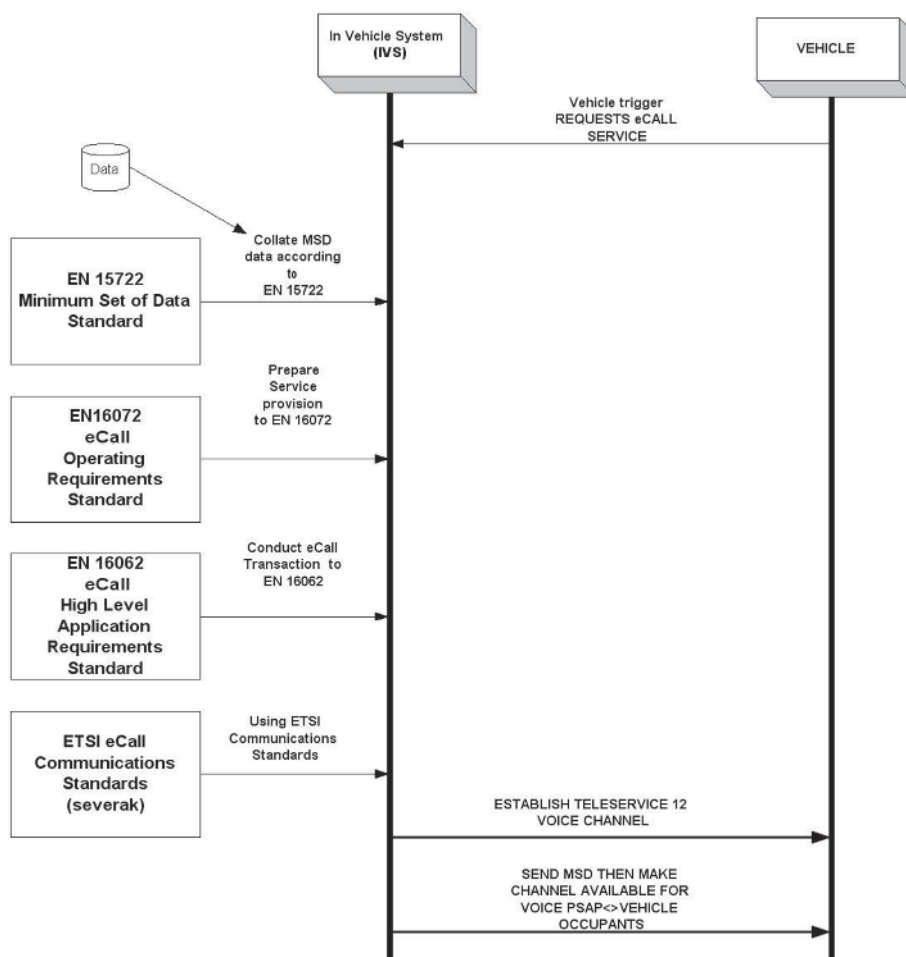 In Vehicle System
(IVS)
VEHICLE
Vehicle trigger
REQUESTS eCALL
SERVICE
Data
Collate MSD
data according
to
EN 15722
EN 15722
Minimum Set of Data
Standard
Prepare
Service
provision
to EN 16072
EN16072
eCall
Operating
Requirements
Standard
Conduct eCall
Transaction to
EN 16062
EN 16062
eCall
High Level
Application
Requirements
Standard
Using ETSI
Communications
Standards
ETSI eCall
Communications
Standards
(severak)
ESTABLISH TELESERVICE 12
VOICE CHANNEL
SEND MSD THEN MAKE
CHANNEL AVAILABLE FOR
VOICE PSAP<>VEHICLE
OCCUPANTS